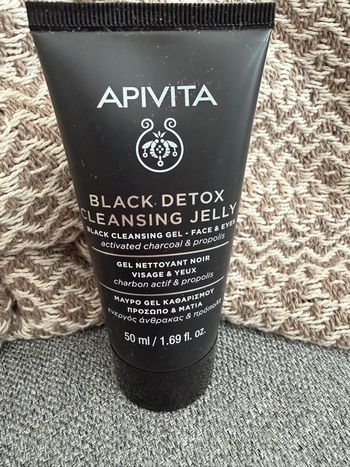 APIVITA
BLACK DETOX
CLEANSING JELLY
BLACK CLEANSING GEL - FACE & EYES
activated charcoal & propolis
GEL NETTOYANT NOIR
VISAGE & YEUX
charbon actif & propolis
ΜΑΥΡΟ GEL ΚΑΘΑΡΙΣΜΟΥ
ΠΡΟΣΩΠΟ & ΜΑΤΙΑ
ενεργός άνθρακας & πρόπολη
50 ml / 1.69 fl. oz.